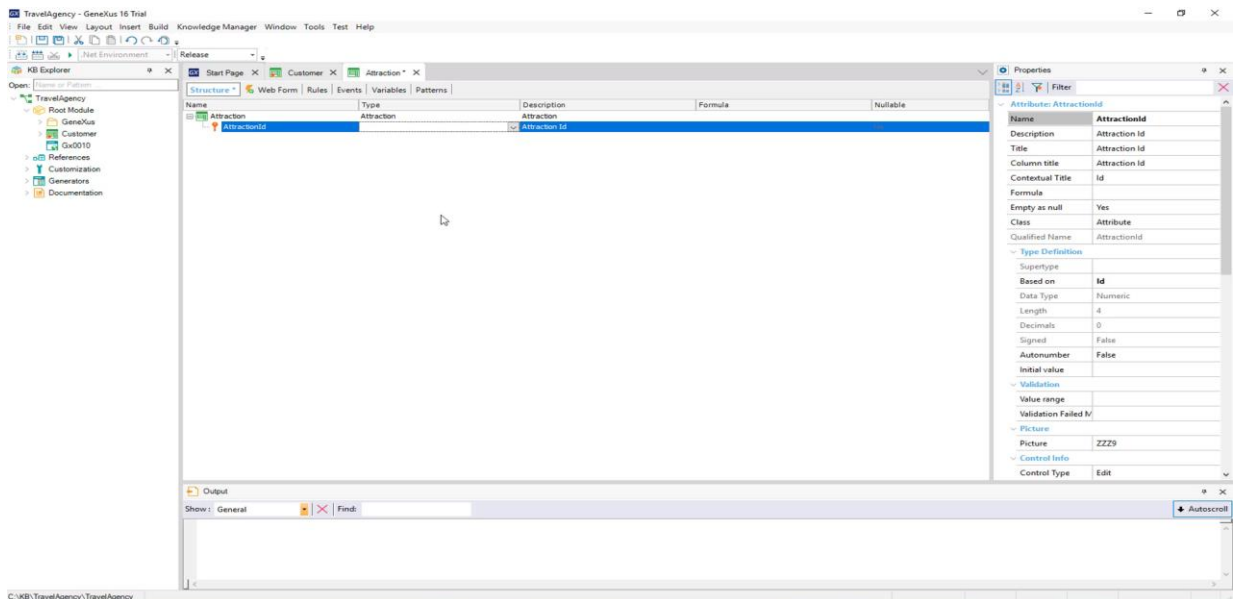 TravelAgency - GeneXus 16 Trial
File Edit View Layout Insert Build Knowledge Manager Window Tools Test Help
.Net Environment Release
KB Explorer
Open: Name or Pattern
TravelAgency
Root Module
GeneXus
Customer
Gx0010
References
Customization
Generators
Documentation
Start Page Customer Attraction *
Structure * Web Form Rules Events Variables Patterns
Name Type Description Formula Nullable
Attraction Attraction Attraction
AttractionId Attraction Id
Properties
Filter
Attribute: AttractionId
Name AttractionId
Description Attraction Id
Title Attraction Id
Column title Attraction Id
Contextual Title Id
Formula
Empty as null Yes
Class Attribute
Qualified Name AttractionId
Type Definition
Supertype
Based on Id
Data Type Numeric
Length 4
Decimals 0
Signed False
Autonumber False
Initial value
Validation
Value range
Validation Failed M
Picture
Picture ZZZ9
Control Info
Control Type Edit
Output
Show: General Find:
Autoscroll
C:\KB\TravelAgency\TravelAgency